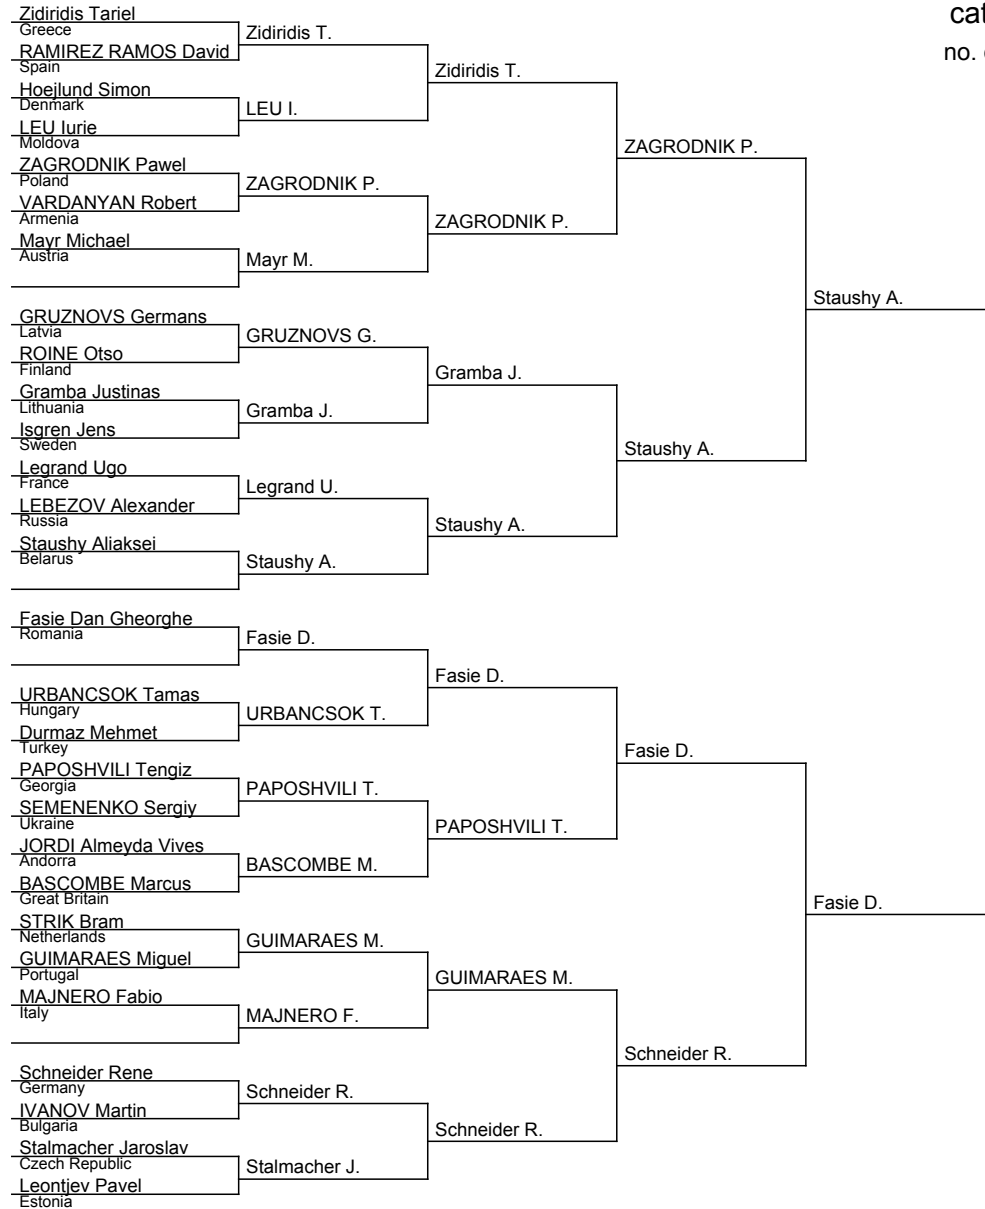 Zidiridis Tariel
Greece
RAMIREZ RAMOS David
Spain
Hoejlund Simon
Denmark
LEU Iurie
Moldova
ZAGRODNIK Pawel
Poland
VARDANYAN Robert
Armenia
Mayr Michael
Austria
GRUZNOVS Germans
Latvia
ROINE Otso
Finland
Gramba Justinas
Lithuania
Isgren Jens
Sweden
Legrand Ugo
France
LEBEZOV Alexander
Russia
Staushy Aliaksei
Belarus
Fasie Dan Gheorghe
Romania
URBANCSOK Tamas
Hungary
Durmaz Mehmet
Turkey
PAPOSHVILI Tengiz
Georgia
SEMENENKO Sergiy
Ukraine
JORDI Almeyda Vives
Andorra
BASCOMBE Marcus
Great Britain
STRIK Bram
Netherlands
GUIMARAES Miguel
Portugal
MAJNERO Fabio
Italy
Schneider Rene
Germany
IVANOV Martin
Bulgaria
Stalmacher Jaroslav
Czech Republic
Leontjev Pavel
Estonia
Zidiridis T.
LEU I.
ZAGRODNIK P.
Mayr M.
GRUZNOVS G.
Gramba J.
Legrand U.
Staushy A.
Fasie D.
URBANCSOK T.
PAPOSHVILI T.
BASCOMBE M.
GUIMARAES M.
MAJNERO F.
Schneider R.
Stalmacher J.
Zidiridis T.
ZAGRODNIK P.
Gramba J.
Staushy A.
Fasie D.
PAPOSHVILI T.
GUIMARAES M.
Schneider R.
ZAGRODNIK P.
Staushy A.
Fasie D.
Schneider R.
Staushy A.
Fasie D.
no.